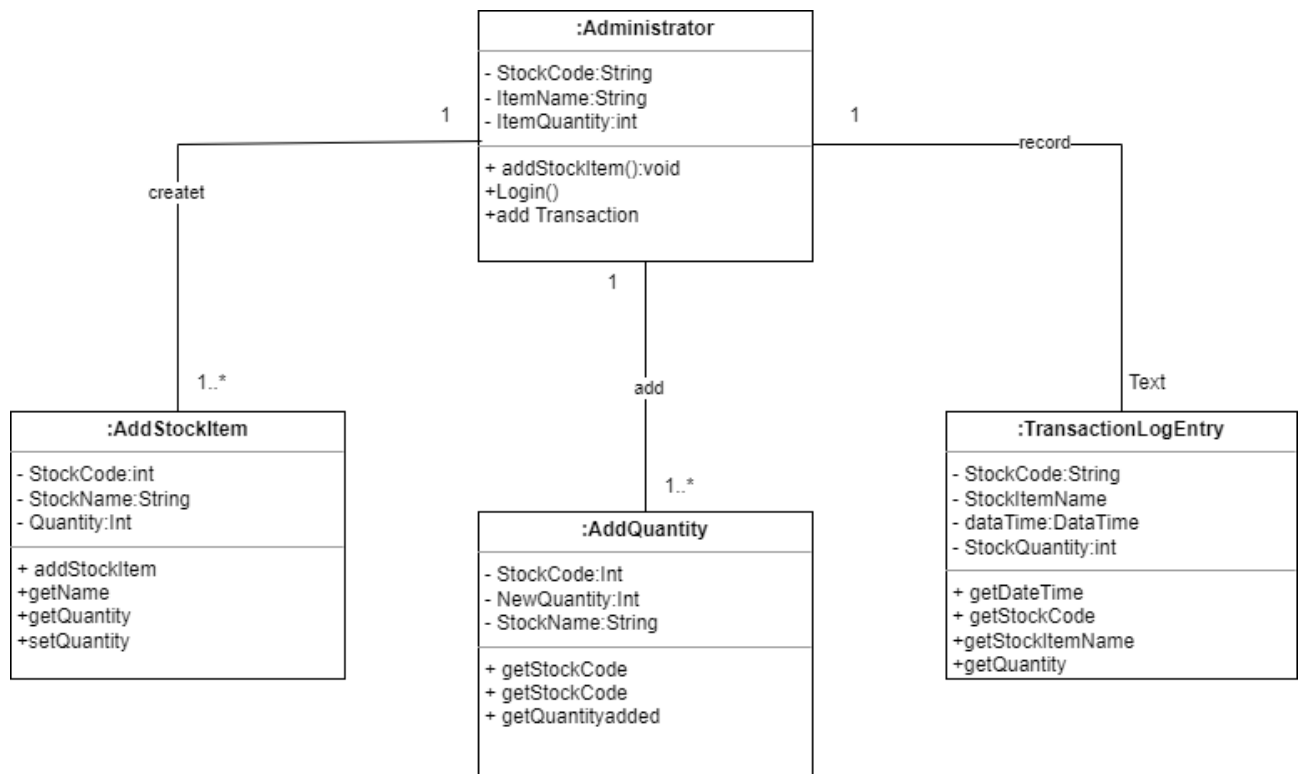 :Administrator
- StockCode:String
- ItemName:String
- ItemQuantity:int
+ addStockItem():void
+Login()
+add Transaction
1
1
record
createt
1
1..*
add
Text
:AddStockItem
- StockCode:int
- StockName:String
- Quantity:Int
+ addStockItem
+getName
+getQuantity
+setQuantity
1..*
:AddQuantity
- StockCode:Int
- NewQuantity:Int
- StockName:String
+ getStockCode
+ getStockCode
+ getQuantityadded
:TransactionLogEntry
- StockCode:String
- StockItemName
- dataTime:DataTime
- StockQuantity:int
+ getDateTime
+ getStockCode
+getStockItemName
+getQuantity